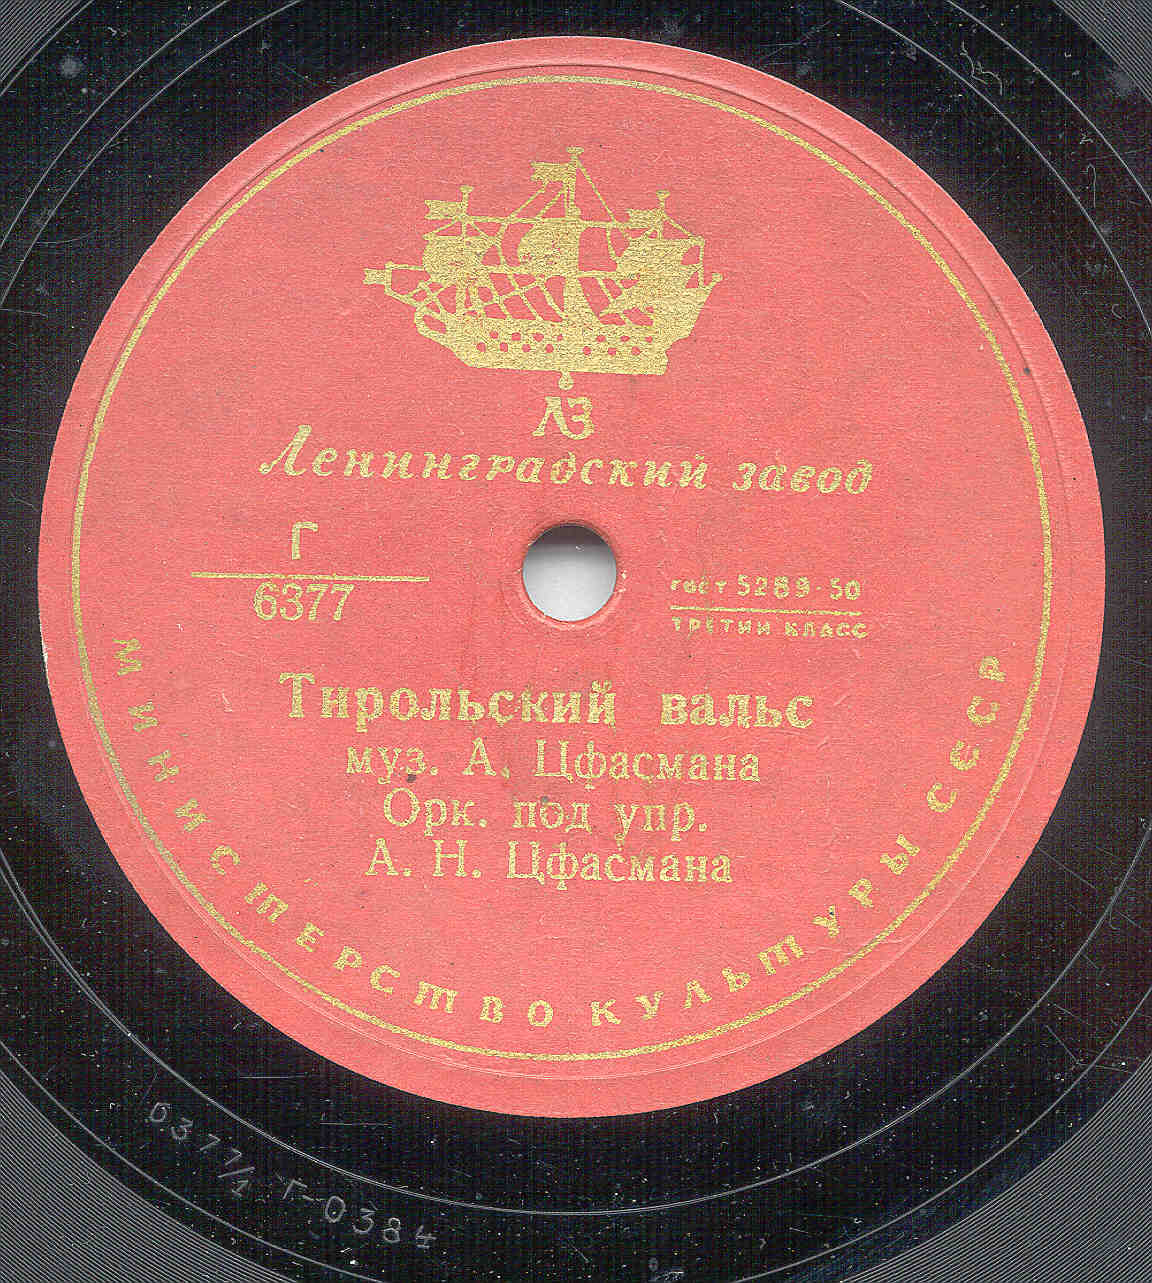 ЛЗ
Ленинградский завод
Г
6377
гост 5289-50
ТРЕТИЙ КЛАСС
Тирольский вальс
муз. А. Цфасмана
Орк. под упр.
А. Н. Цфасмана
МИНИСТЕРСТВО КУЛЬТУРЫ СССР
6377/1 Г-0384